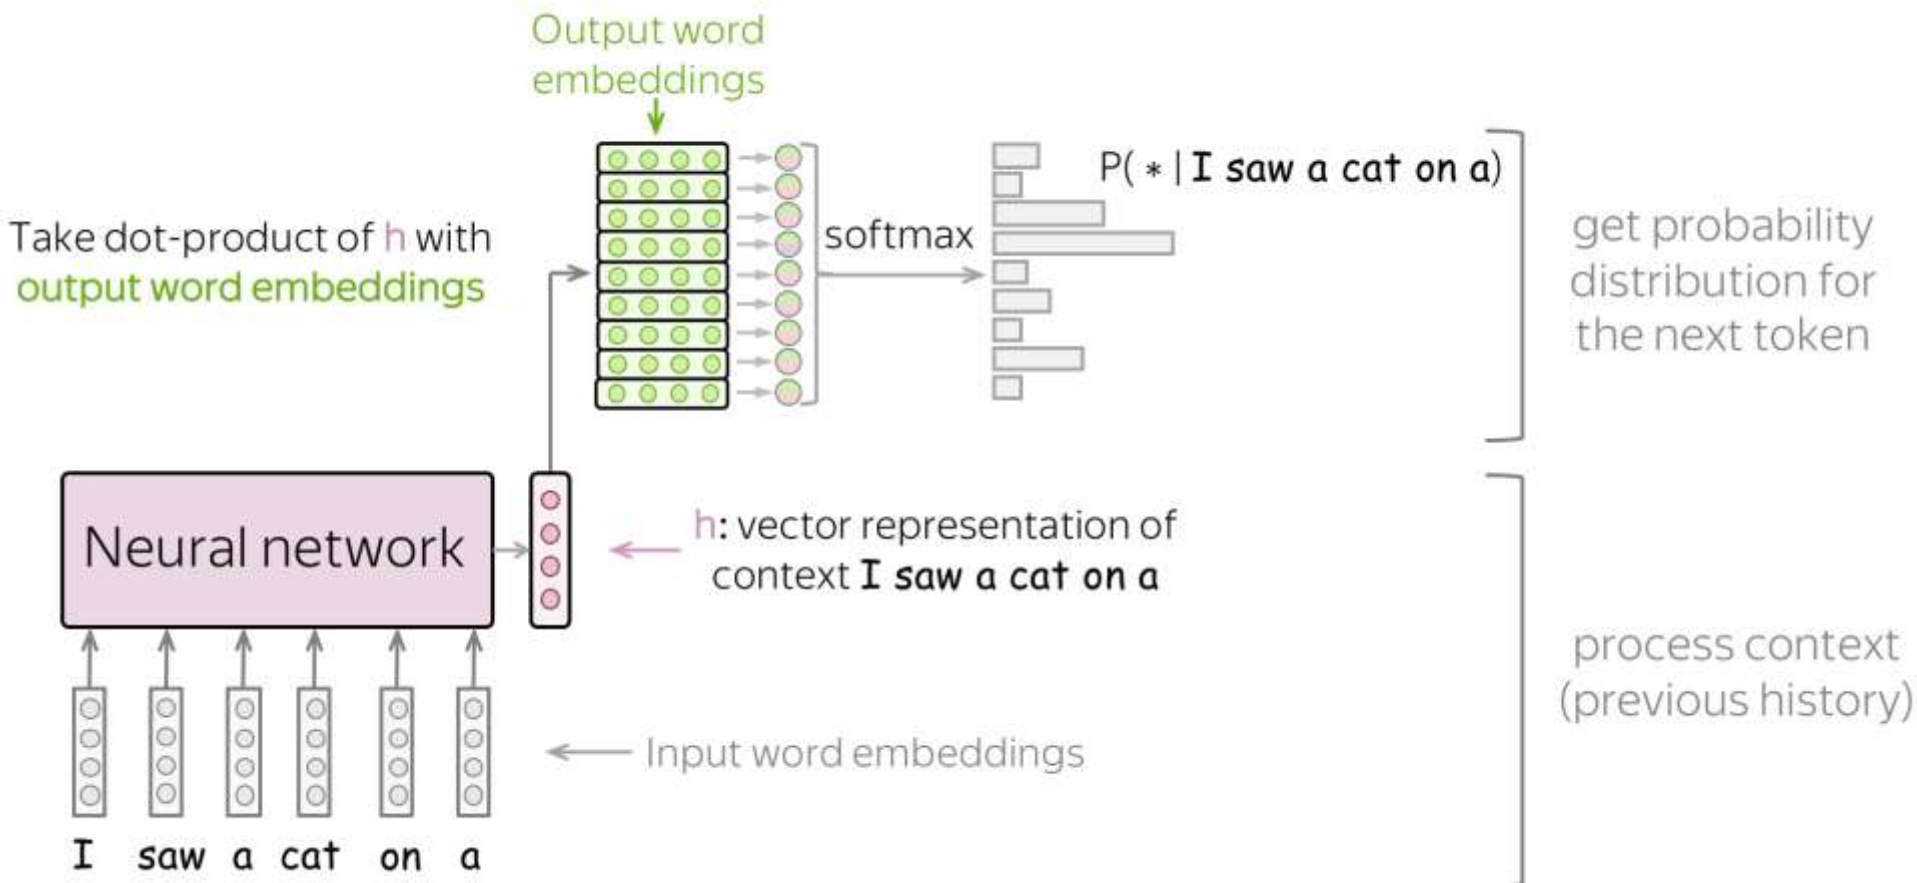 Output word
embeddings
P( * | I saw a cat on a)
Take dot-product of h with
output word embeddings
softmax
get probability
distribution for
the next token
Neural network
h: vector representation of
context I saw a cat on a
process context
(previous history)
Input word embeddings
I saw a cat on a